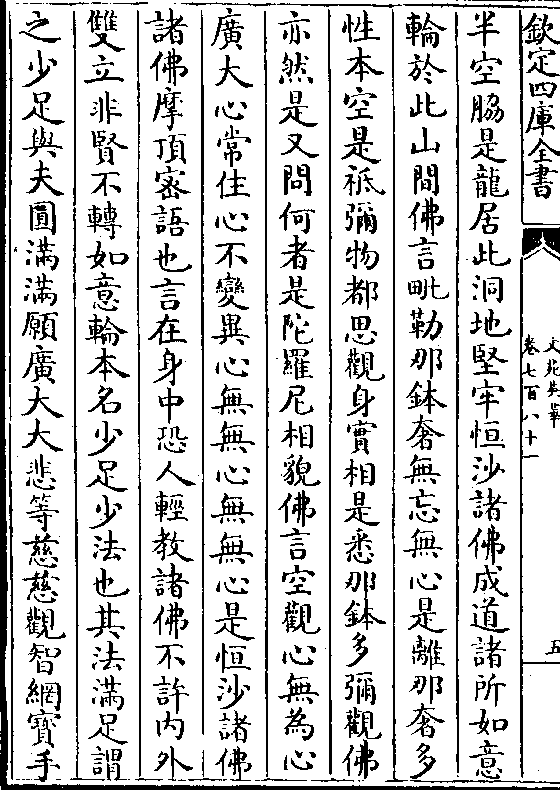 欽定四庫全書
文苑英華
卷七百八十一
五
半空脇是龍居此洞地堅牢恒沙諸佛成道諸所如意
輪於此山間佛言毗勒那鉢奢無忘無心是離那奢多
性本空是祇彌物都思觀身實相是悉那鉢多彌觀佛
亦然是又問何者是陀羅尼相貌佛言空觀心無為心
廣大心常住心不變異心無無心無無心是恒沙諸佛
諸佛摩頂密語也言在身中恐人輕教諸佛不許内外
雙立非賢不轉如意輪本名少足少法也其法滿足謂
之少足與夫圓滿滿願廣大大悲等慈慈觀智網寶手